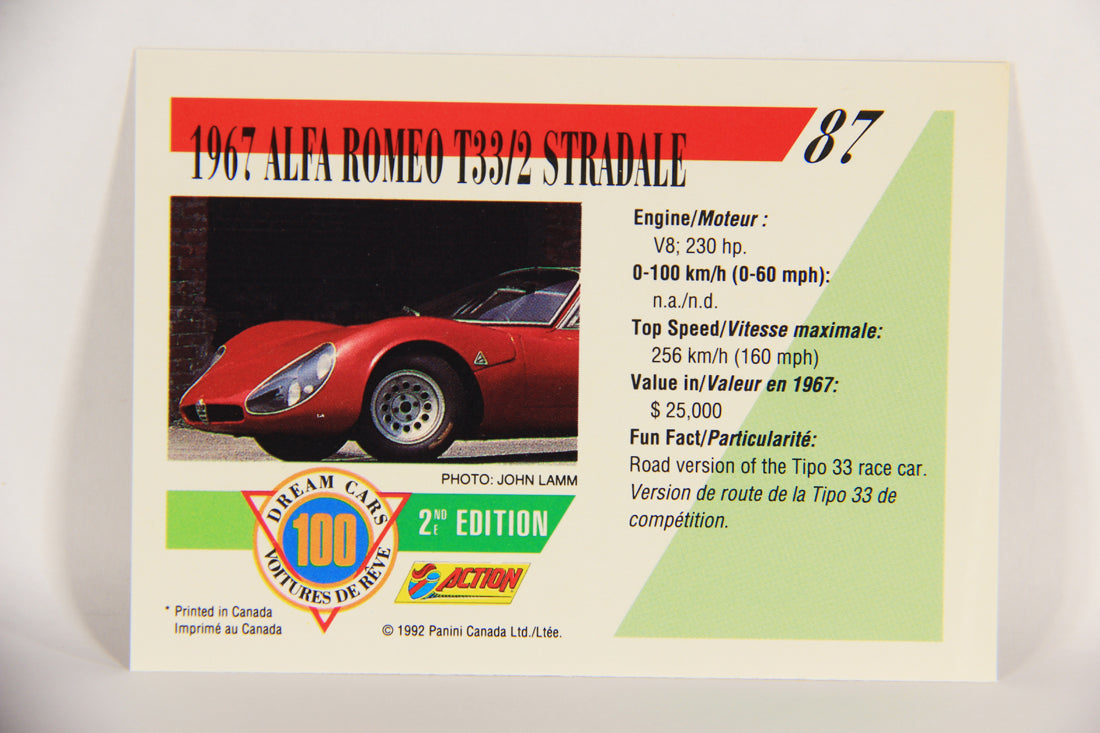 1967 ALFA ROMEO T33/2 STRADALE
87
Engine/Moteur :
V8; 230 hp.
0-100 km/h (0-60 mph):
n.a./n.d.
Top Speed/Vitesse maximale:
256 km/h (160 mph)
Value in/Valeur en 1967:
$ 25,000
Fun Fact/Particularité:
Road version of the Tipo 33 race car.
Version de route de la Tipo 33 de
compétition.
PHOTO: JOHN LAMM
DREAM CARS
100
VOITURES DE RÊVE
2ND E EDITION
ACTION
* Printed in Canada
Imprimé au Canada
© 1992 Panini Canada Ltd./Ltée.